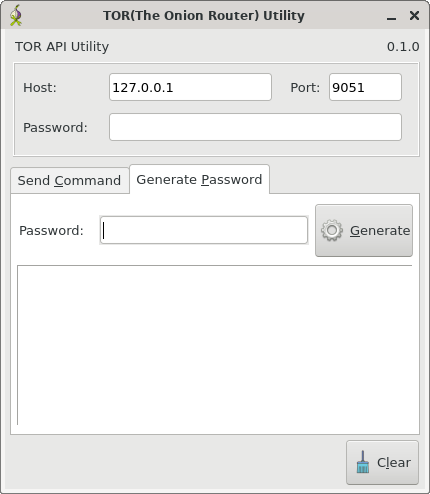 TOR(The Onion Router) Utility
TOR API Utility 0.1.0
Host: 127.0.0.1 Port: 9051
Password:
Send Command Generate Password
Password: Generate
Clear